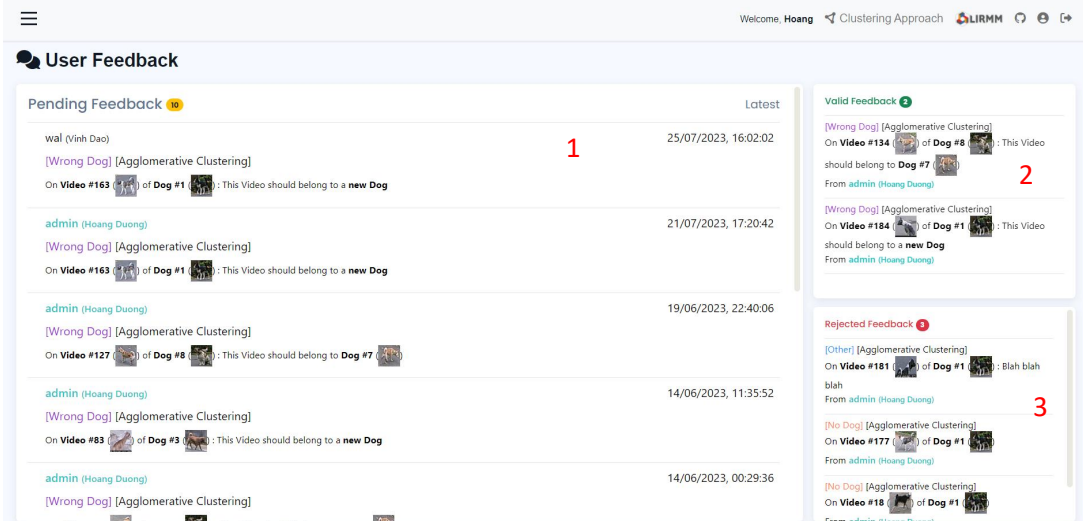 Welcome, Hoang Clustering Approach LIRMM
User Feedback
Pending Feedback 10 Latest
wal (Vinh Dao) 25/07/2023, 16:02:02
1
[Wrong Dog] [Agglomerative Clustering]
On Video #163 ( ) of Dog #1 ( ) : This Video should belong to a new Dog
admin (Hoang Duong) 21/07/2023, 17:20:42
[Wrong Dog] [Agglomerative Clustering]
On Video #163 ( ) of Dog #1 ( ) : This Video should belong to a new Dog
admin (Hoang Duong) 19/06/2023, 22:40:06
[Wrong Dog] [Agglomerative Clustering]
On Video #127 ( ) of Dog #8 ( ) : This Video should belong to Dog #7 ( )
admin (Hoang Duong) 14/06/2023, 11:35:52
[Wrong Dog] [Agglomerative Clustering]
On Video #83 ( ) of Dog #3 ( ) : This Video should belong to a new Dog
admin (Hoang Duong) 14/06/2023, 00:29:36
[Wrong Dog] [Agglomerative Clustering]
Valid Feedback 2
[Wrong Dog] [Agglomerative Clustering]
On Video #134 ( ) of Dog #8 ( ) : This Video
should belong to Dog #7 ( )
2
From admin (Hoang Duong)
[Wrong Dog] [Agglomerative Clustering]
On Video #184 ( ) of Dog #1 ( ) : This Video
should belong to a new Dog
From admin (Hoang Duong)
Rejected Feedback 3
[Other] [Agglomerative Clustering]
On Video #181 ( ) of Dog #1 ( ) : Blah blah
blah
From admin (Hoang Duong)
3
[No Dog] [Agglomerative Clustering]
On Video #177 ( ) of Dog #1 ( )
From admin (Hoang Duong)
[No Dog] [Agglomerative Clustering]
On Video #18 ( ) of Dog #1 ( )
From admin (Hoang Duong)